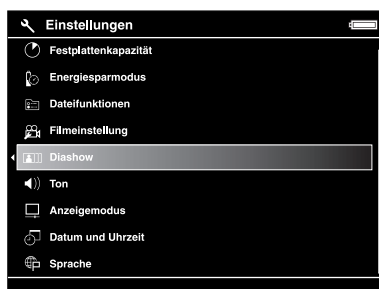 Einstellungen
Festplattenkapazität
Energiesparmodus
Dateifunktionen
Filmeinstellung
Diashow
Ton
Anzeigemodus
Datum und Uhrzeit
Sprache